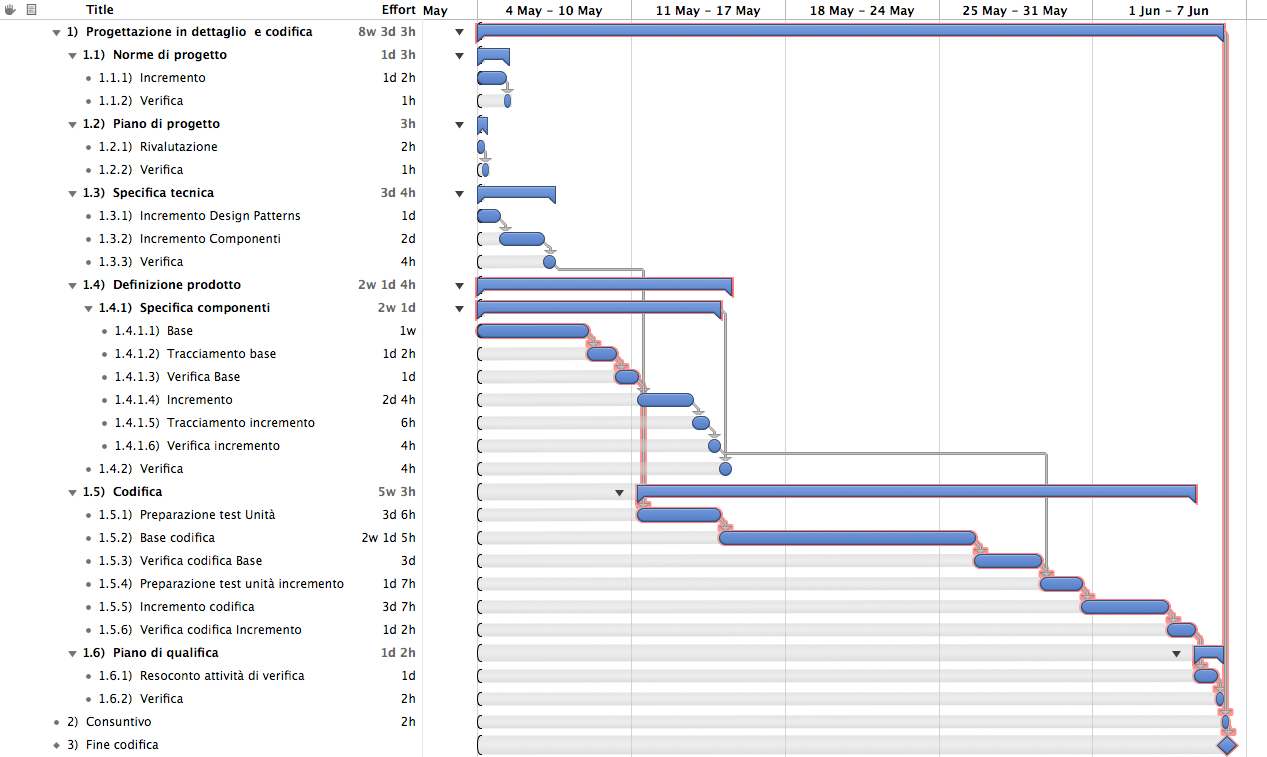 Title Effort May 4 May – 10 May 11 May – 17 May 18 May – 24 May 25 May – 31 May 1 Jun – 7 Jun
1) Progettazione in dettaglio e codifica 8w 3d 3h
1.1) Norme di progetto 1d 3h
1.1.1) Incremento 1d 2h
1.1.2) Verifica 1h
1.2) Piano di progetto 3h
1.2.1) Rivalutazione 2h
1.2.2) Verifica 1h
1.3) Specifica tecnica 3d 4h
1.3.1) Incremento Design Patterns 1d
1.3.2) Incremento Componenti 2d
1.3.3) Verifica 4h
1.4) Definizione prodotto 2w 1d 4h
1.4.1) Specifica componenti 2w 1d
1.4.1.1) Base 1w
1.4.1.2) Tracciamento base 1d 2h
1.4.1.3) Verifica Base 1d
1.4.1.4) Incremento 2d 4h
1.4.1.5) Tracciamento incremento 6h
1.4.1.6) Verifica incremento 4h
1.4.2) Verifica 4h
1.5) Codifica 5w 3h
1.5.1) Preparazione test Unità 3d 6h
1.5.2) Base codifica 2w 1d 5h
1.5.3) Verifica codifica Base 3d
1.5.4) Preparazione test unità incremento 1d 7h
1.5.5) Incremento codifica 3d 7h
1.5.6) Verifica codifica Incremento 1d 2h
1.6) Piano di qualifica 1d 2h
1.6.1) Resoconto attività di verifica 1d
1.6.2) Verifica 2h
2) Consuntivo 2h
3) Fine codifica